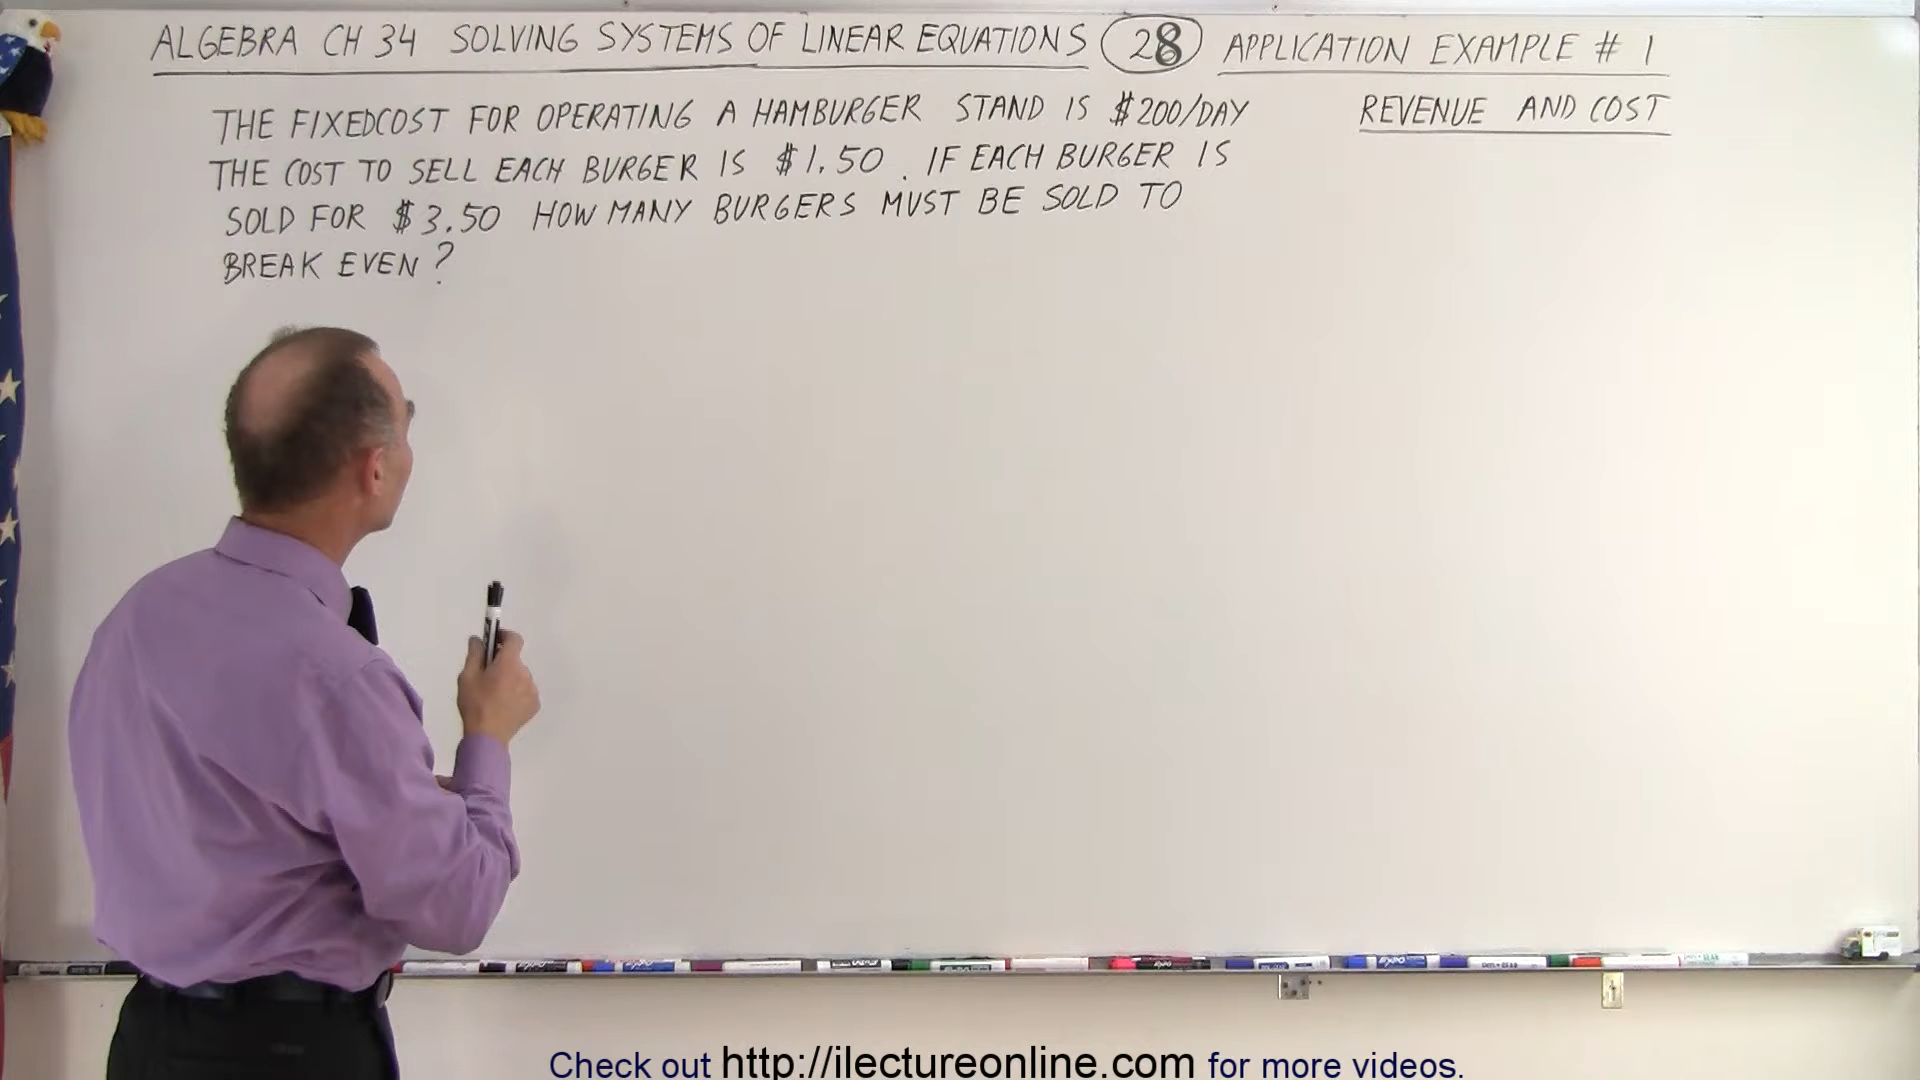 ALGEBRA CH 34 SOLVING SYSTEMS OF LINEAR EQUATIONS 28 APPLICATION EXAMPLE # 1
THE FIXEDCOST FOR OPERATING A HAMBURGER STAND IS $200/DAY
REVENUE AND COST
THE COST TO SELL EACH BURGER IS $1.50. IF EACH BURGER IS
SOLD FOR $3.50 HOW MANY BURGERS MUST BE SOLD TO
BREAK EVEN?
Check out http://ilectureonline.com for more videos.